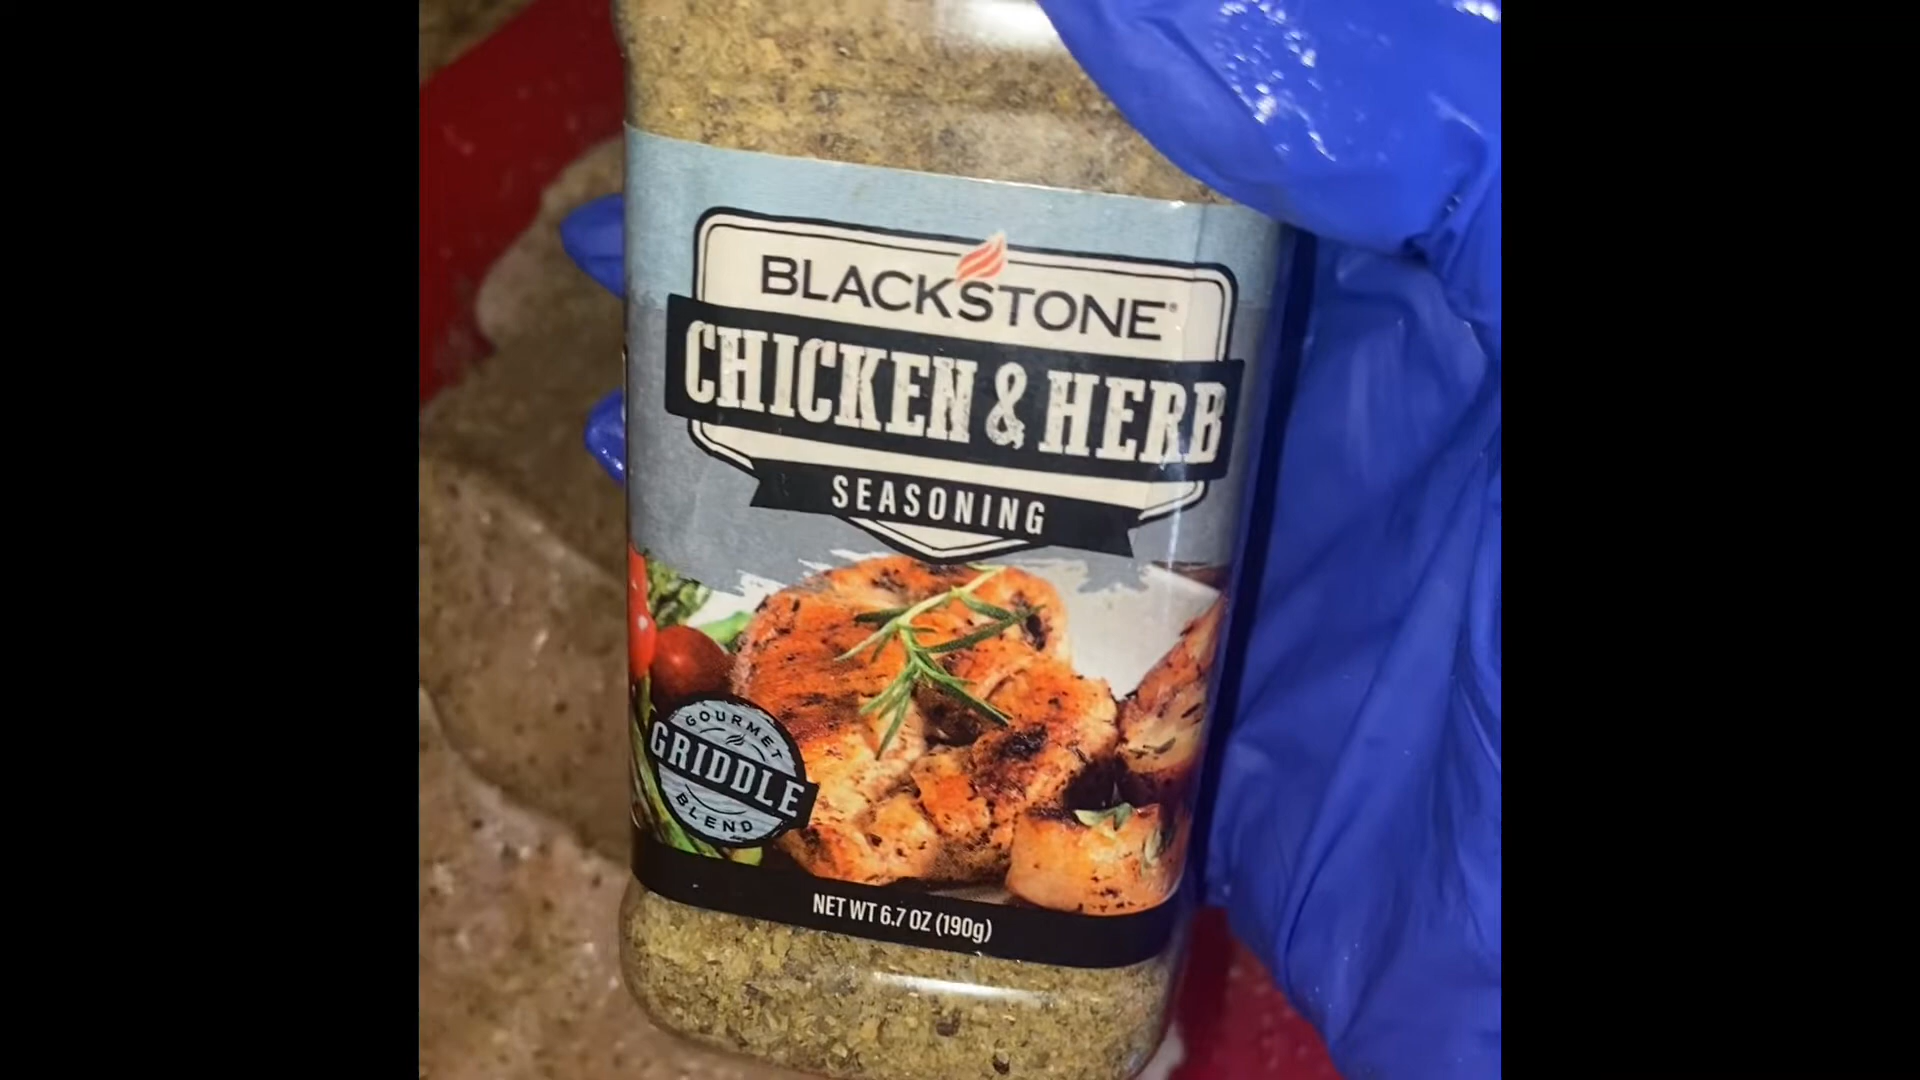 BLACKSTONE®
CHICKEN & HERB
SEASONING
GOURMET
GRIDDLE
BLEND
NET WT 6.7 OZ (190g)